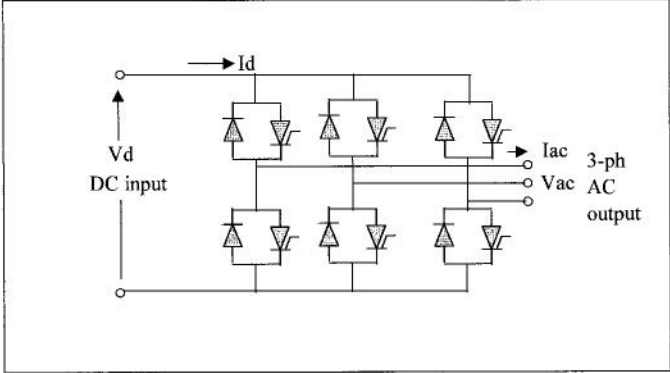 Id
Vd
DC input
Iac
Vac
3-ph
AC
output